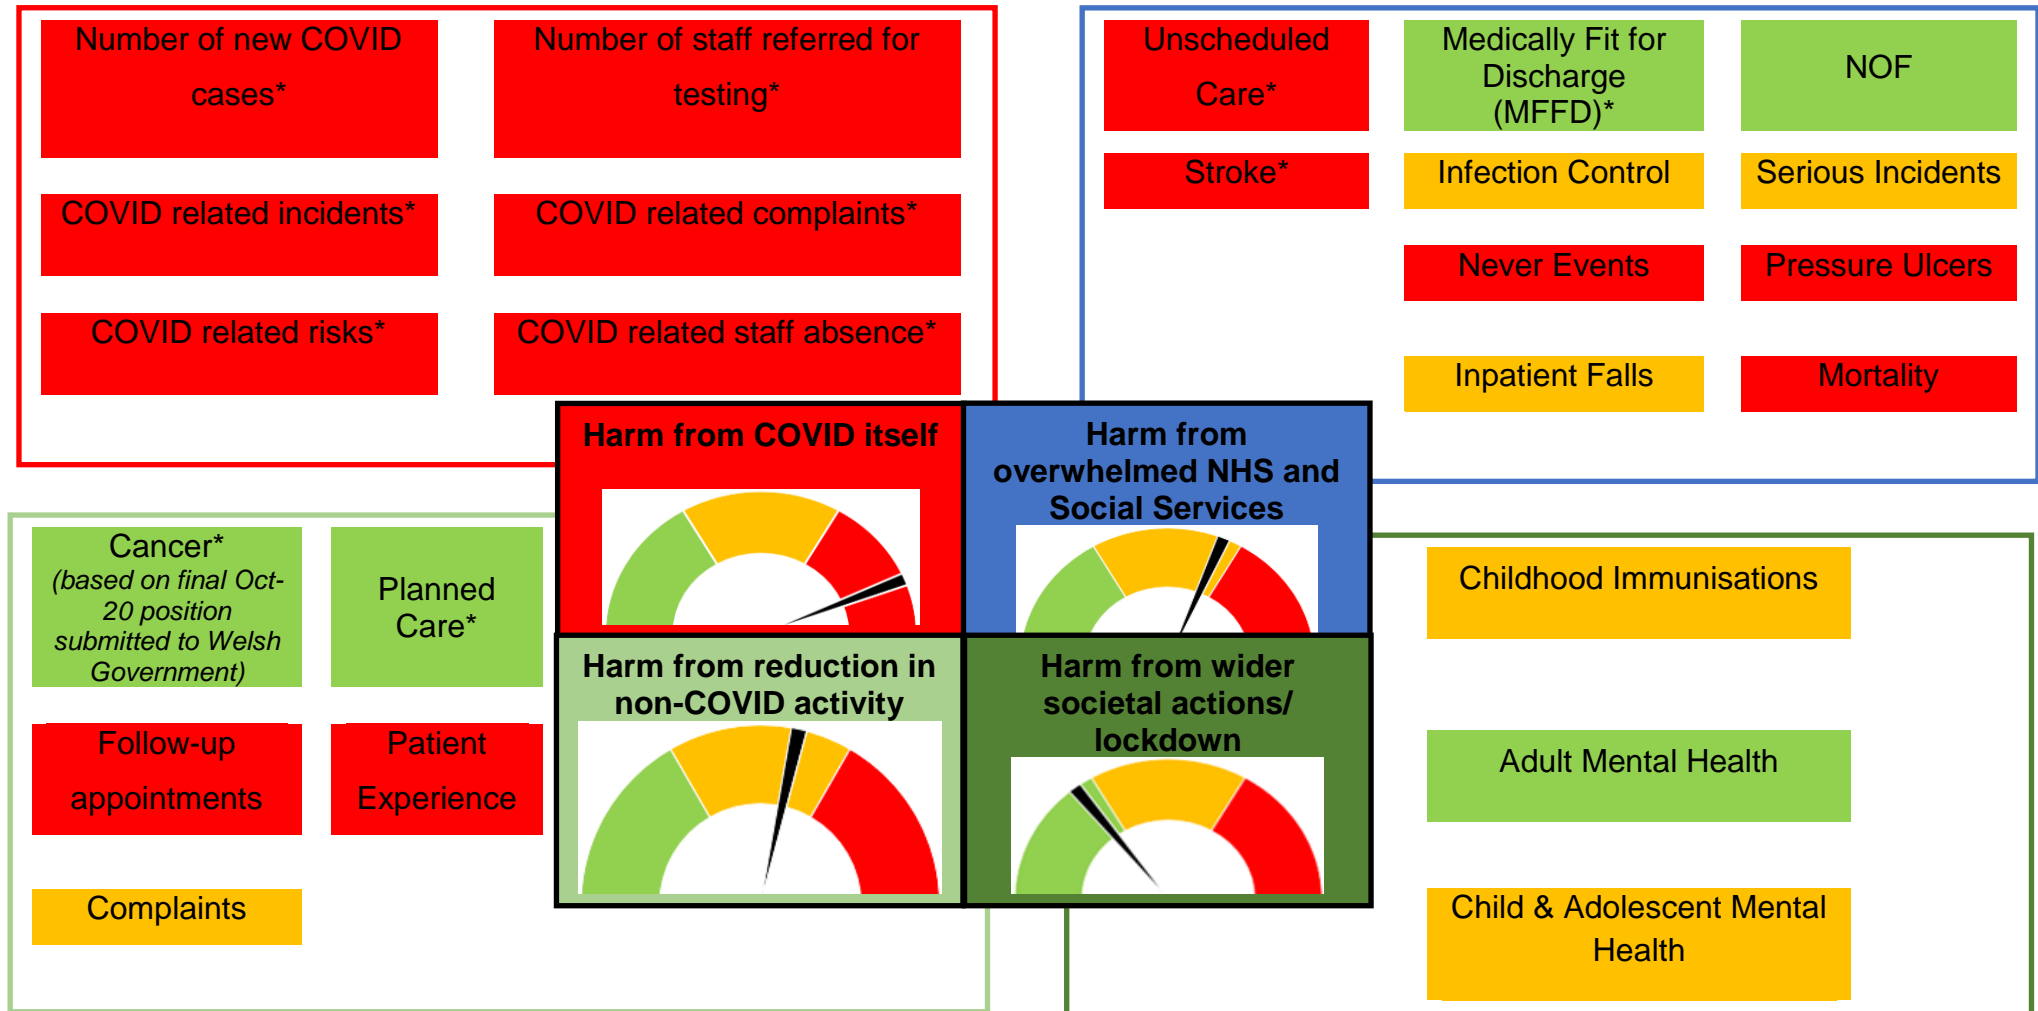 Number of new COVID
cases*
Number of staff referred for
testing*
COVID related incidents*
COVID related complaints*
COVID related risks*
COVID related staff absence*
Unscheduled
Care*
Medically Fit for
Discharge
(MFFD)*
NOF
Stroke*
Infection Control
Serious Incidents
Never Events
Pressure Ulcers
Inpatient Falls
Mortality
Harm from COVID itself
Harm from
overwhelmed NHS and
Social Services
Cancer*
(based on final Oct-
20 position
submitted to Welsh
Government)
Planned
Care*
Follow-up
appointments
Patient
Experience
Complaints
Harm from reduction in
non-COVID activity
Harm from wider
societal actions/
lockdown
Childhood Immunisations
Adult Mental Health
Child & Adolescent Mental
Health